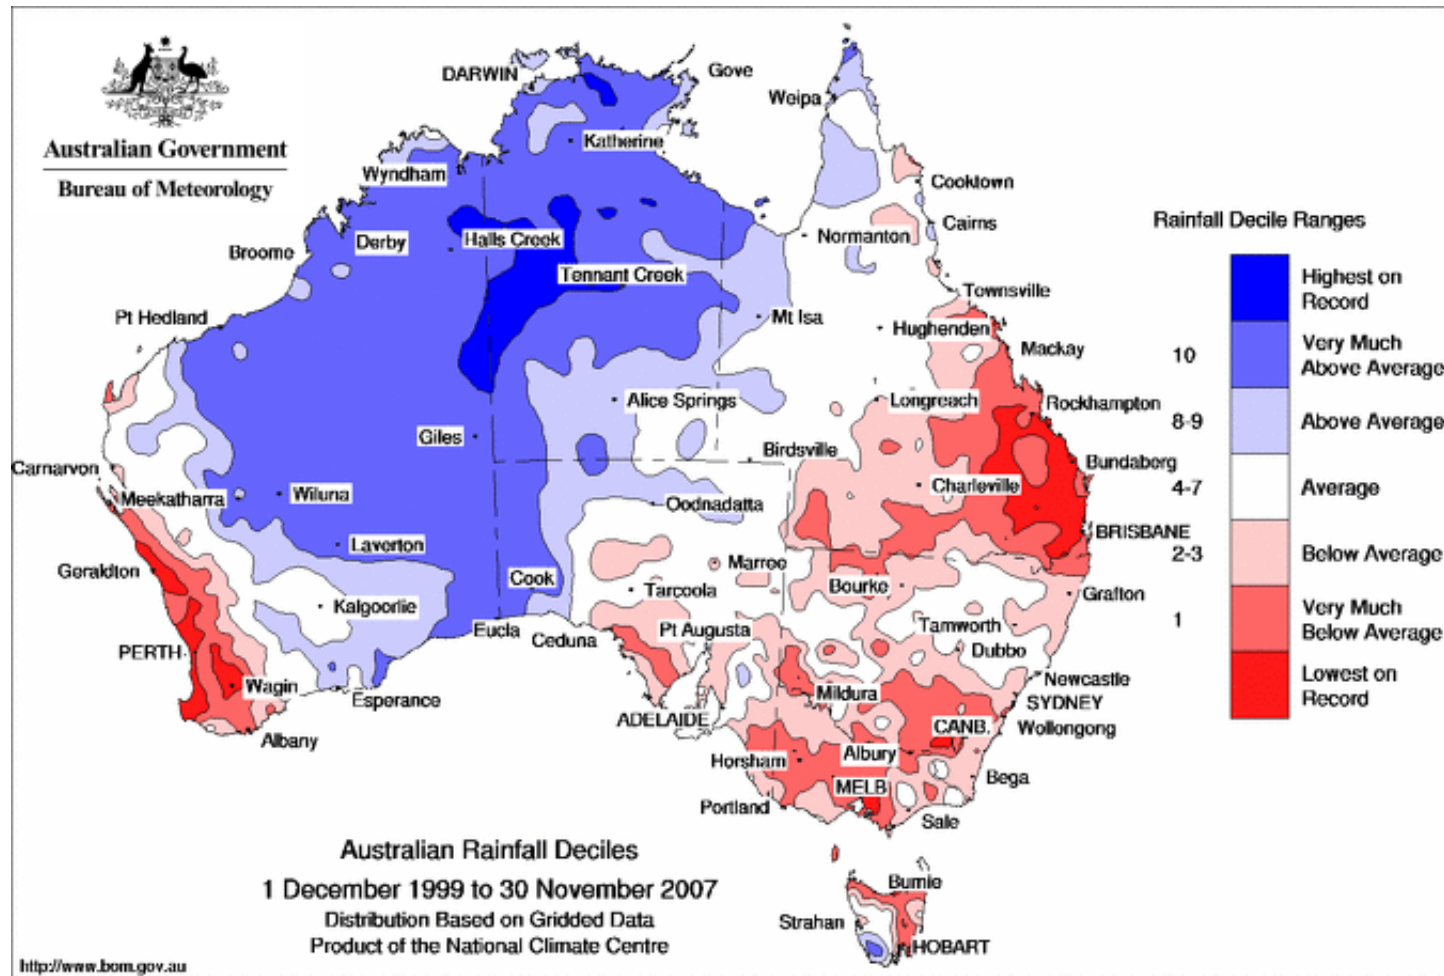 Australian Government
Bureau of Meteorology
DARWIN
Gove
Weipa
Katherine
Wyndham
Cooktown
Cairns
Broome
Derby
Halls Creek
Normanton
Tennant Creek
Townsville
Pt Hedland
Mt Isa
Hughenden
Mackay
Alice Springs
Longreach
Rockhampton
Giles
Birdsville
Carnarvon
Bundaberg
Meekatharra
Wiluna
Oodnadatta
Charleville
BRISBANE
Laverton
Geraldton
Cook
Marree
Bourke
Grafton
Kalgoorlie
Tarcoola
Tamworth
Eucla
Ceduna
Pt Augusta
Dubbo
PERTH
Newcastle
Wagin
Esperance
Mildura
SYDNEY
ADELAIDE
CANB.
Wollongong
Albany
Horsham
Albury
Bega
MELB
Portland
Sale
Burnie
Strahan
HOBART
Rainfall Decile Ranges
Highest on
Record
10
Very Much
Above Average
8-9
Above Average
4-7
Average
2-3
Below Average
1
Very Much
Below Average
Lowest on
Record
Australian Rainfall Deciles
1 December 1999 to 30 November 2007
Distribution Based on Gridded Data
Product of the National Climate Centre
http://www.bom.gov.au